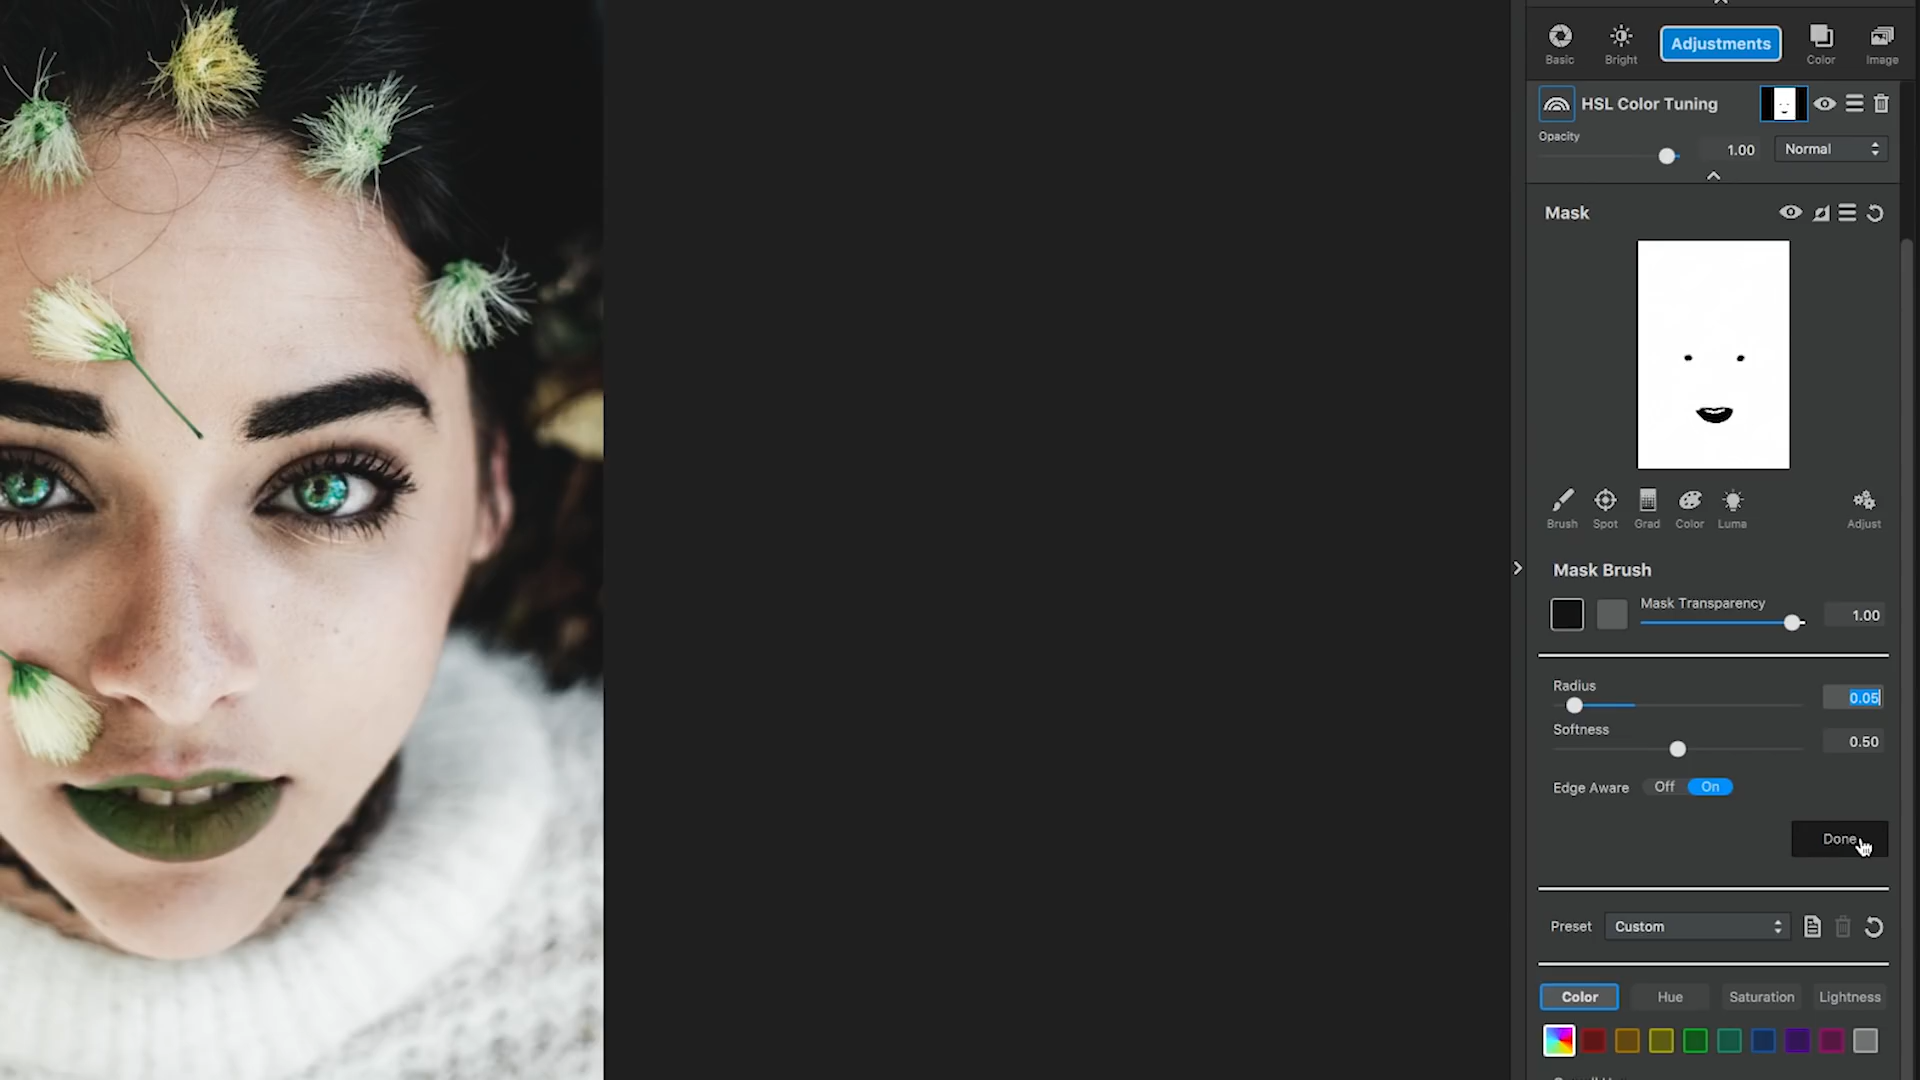 Basic
Bright
Adjustments
Color
Image
HSL Color Tuning
Opacity
1.00
Normal
Mask
Brush
Spot
Grad
Color
Luma
Adjust
Mask Brush
Mask Transparency
1.00
Radius
0.05
Softness
0.50
Edge Aware
Off
On
Done
Preset
Custom
Color
Hue
Saturation
Lightness